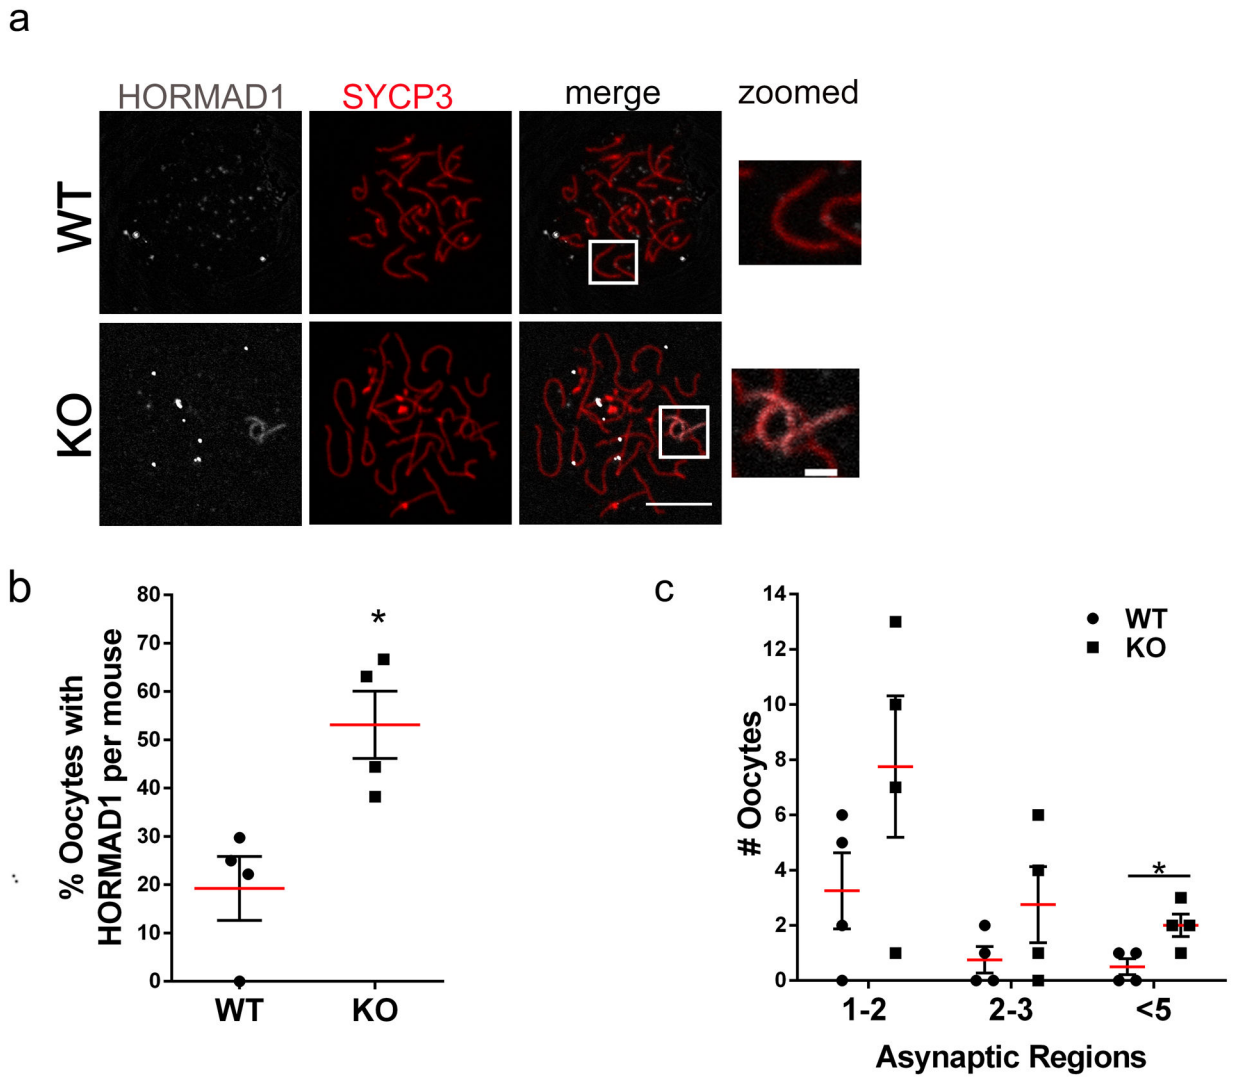 a
HORMAD1 SYCP3 merge zoomed
WT
KO
b
% Oocytes with
HORMAD1 per mouse
80
70
60
50
40
30
20
10
0
*
WT KO
c
# Oocytes
14
12
10
8
6
4
2
0
WT
KO
*
1-2 2-3 <5
Asynaptic Regions